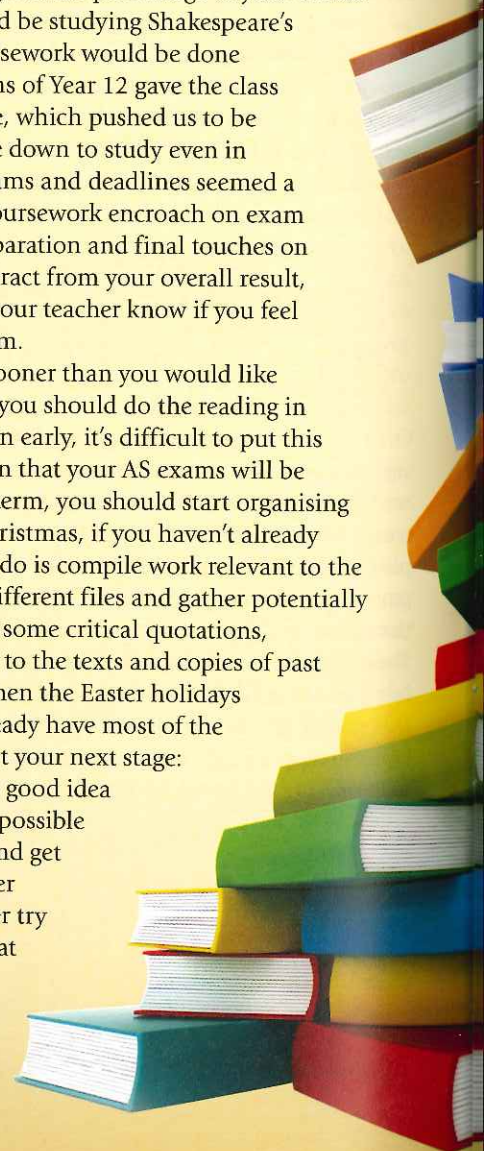 d be studying Shakespeare's
sework would be done
ns of Year 12 gave the class
e, which pushed us to be
e down to study even in
ams and deadlines seemed a
oursework encroach on exam
paration and final touches on
ract from your overall result,
our teacher know if you feel
m.
ooner than you would like
you should do the reading in
n early, it's difficult to put this
n that your AS exams will be
term, you should start organising
ristmas, if you haven't already
do is compile work relevant to the
ifferent files and gather potentially
some critical quotations,
to the texts and copies of past
hen the Easter holidays
eady have most of the
t your next stage:
good idea
possible
nd get
er
r try
at